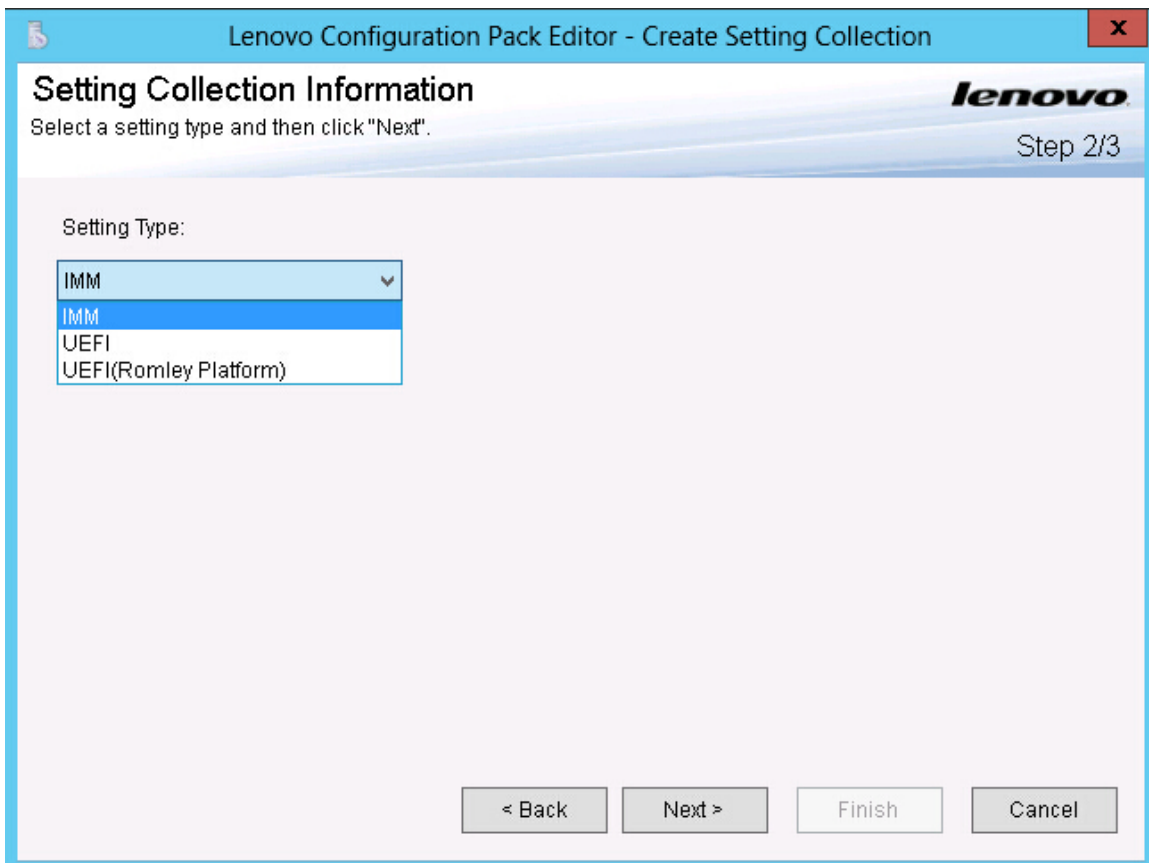 Lenovo Configuration Pack Editor - Create Setting Collection
x
Setting Collection Information
lenovo
Select a setting type and then click "Next".
Step 2/3
Setting Type:
IMM
IMM
UEFI
UEFI(Romley Platform)
< Back
Next >
Finish
Cancel